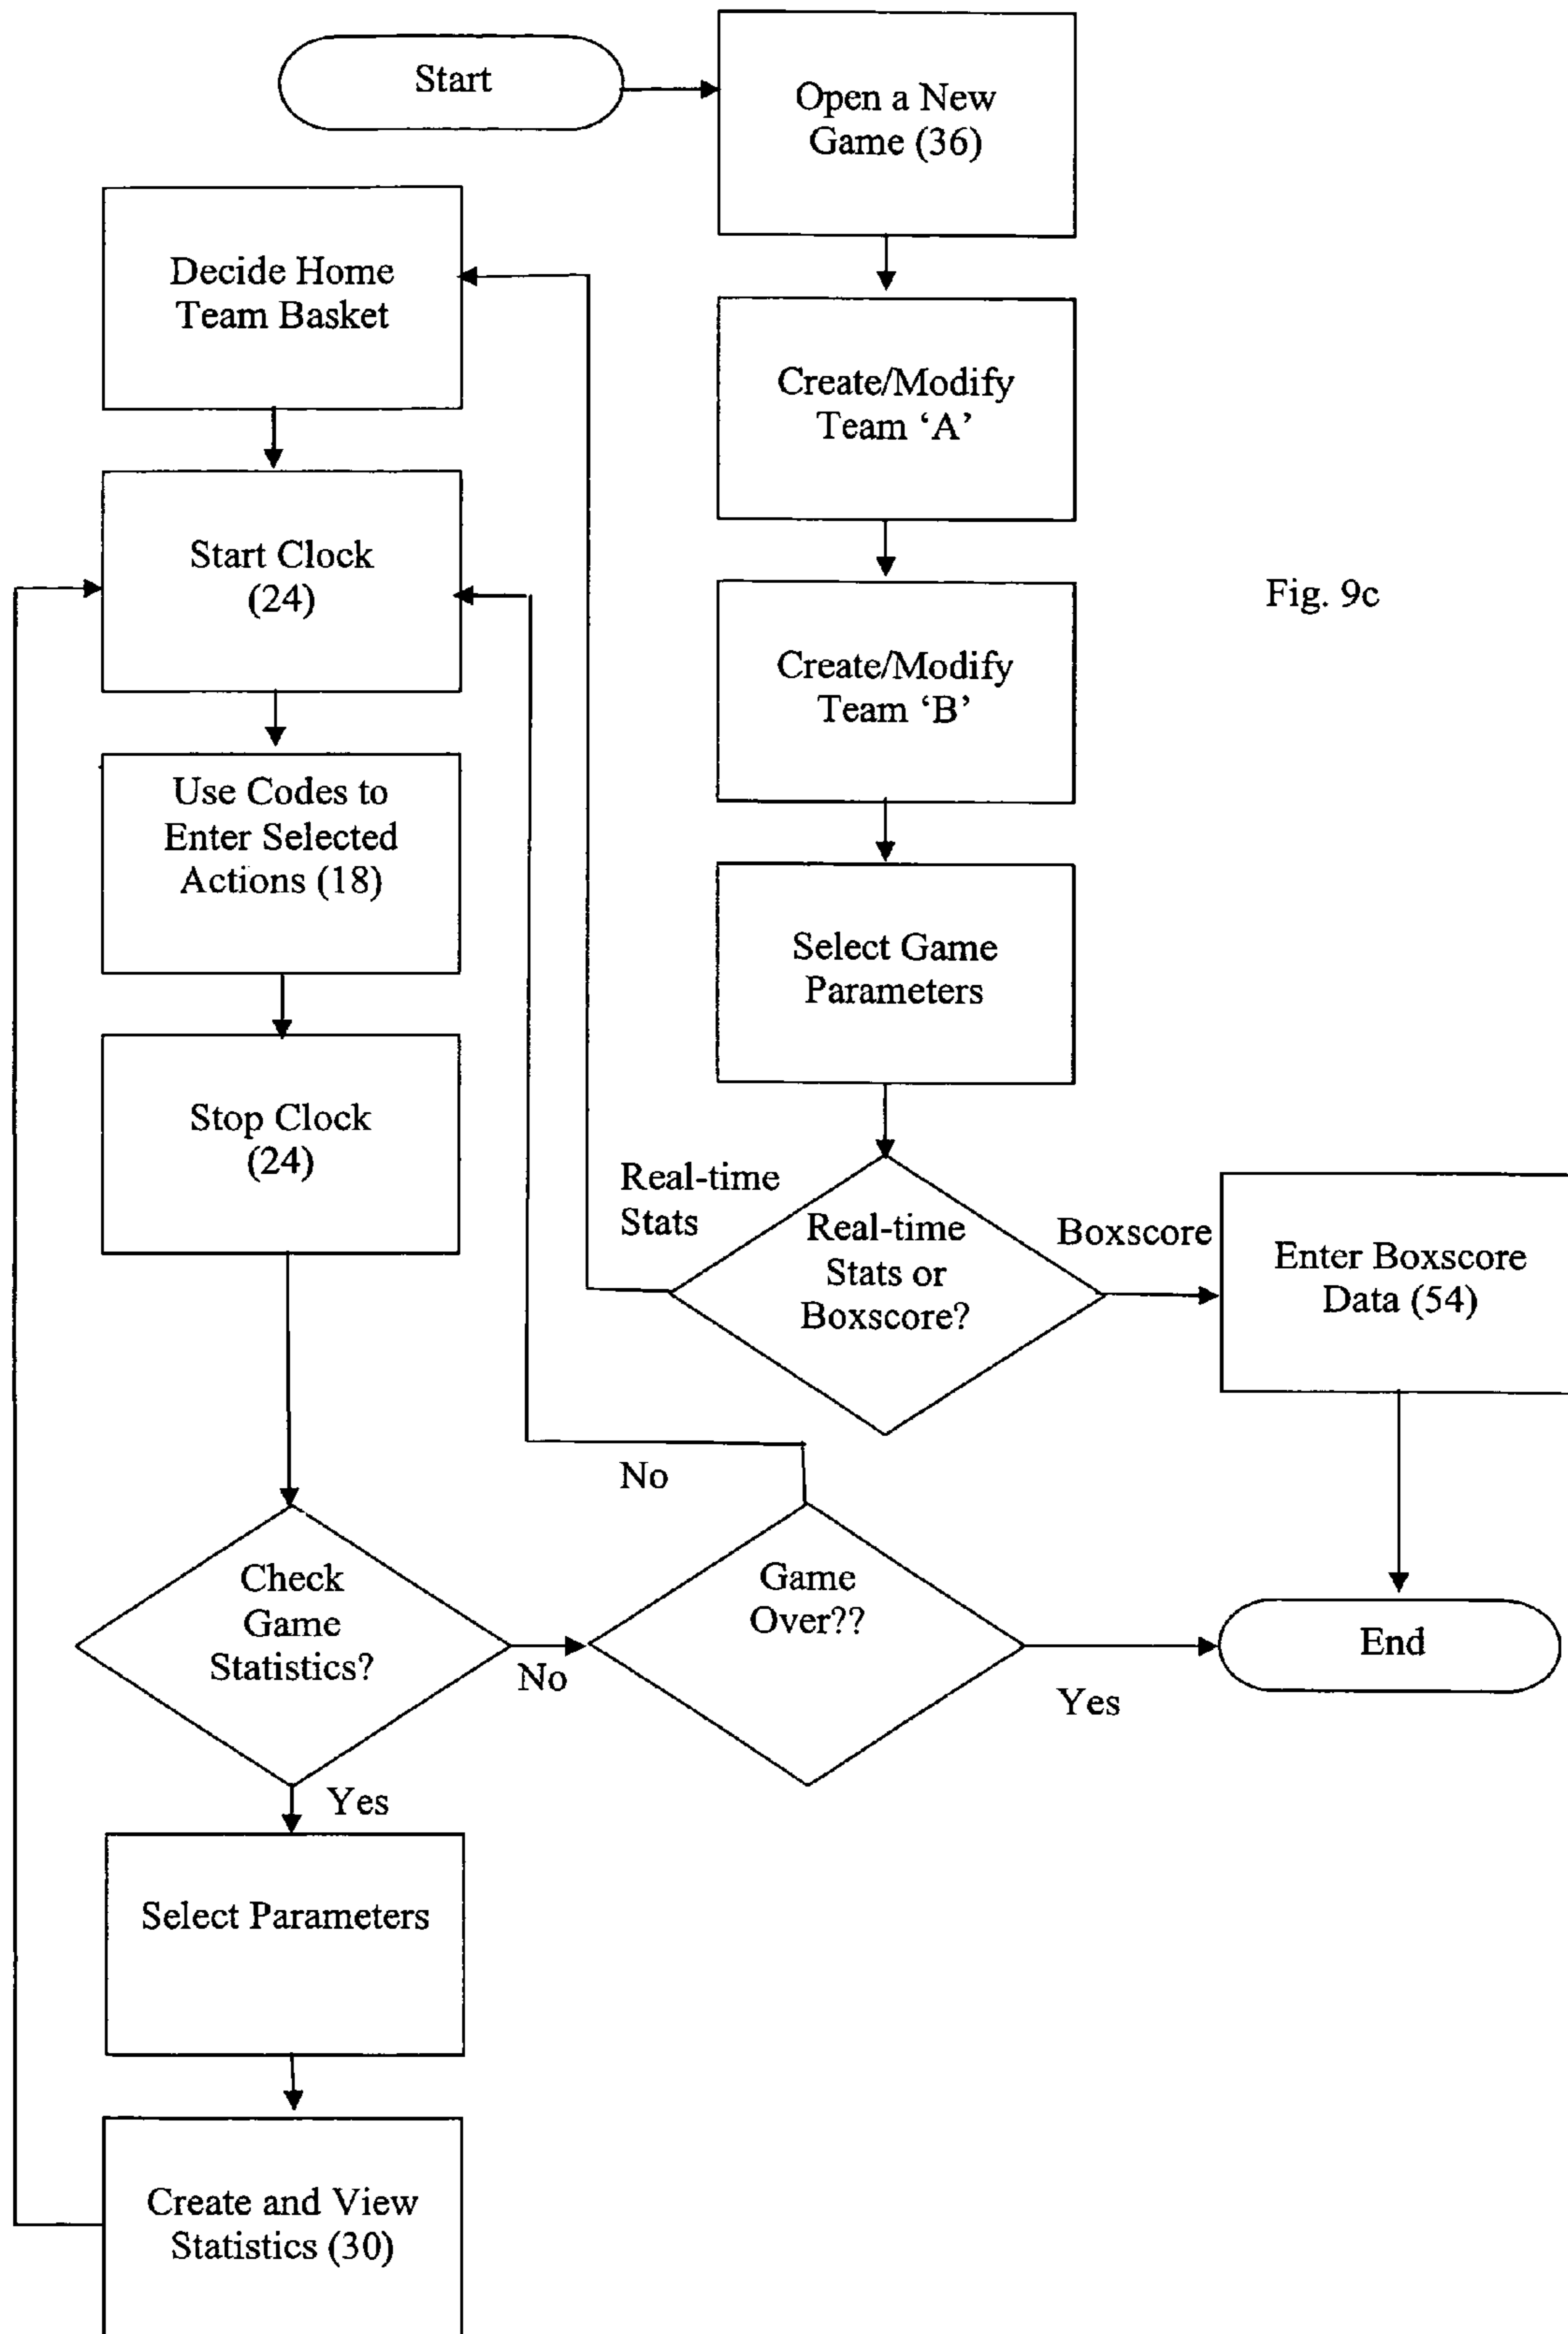 Start
Open a New
Game (36)
Decide Home
Team Basket
Create/Modify
Team ‘A’
Start Clock
(24)
Fig. 9c
Create/Modify
Team ‘B’
Use Codes to
Enter Selected
Actions (18)
Select Game
Parameters
Stop Clock
(24)
Real-time
Stats
Real-time
Stats or
Boxscore?
Boxscore
Enter Boxscore
Data (54)
No
Check
Game
Statistics?
No
Game
Over??
Yes
End
Yes
Select Parameters
Create and View
Statistics (30)